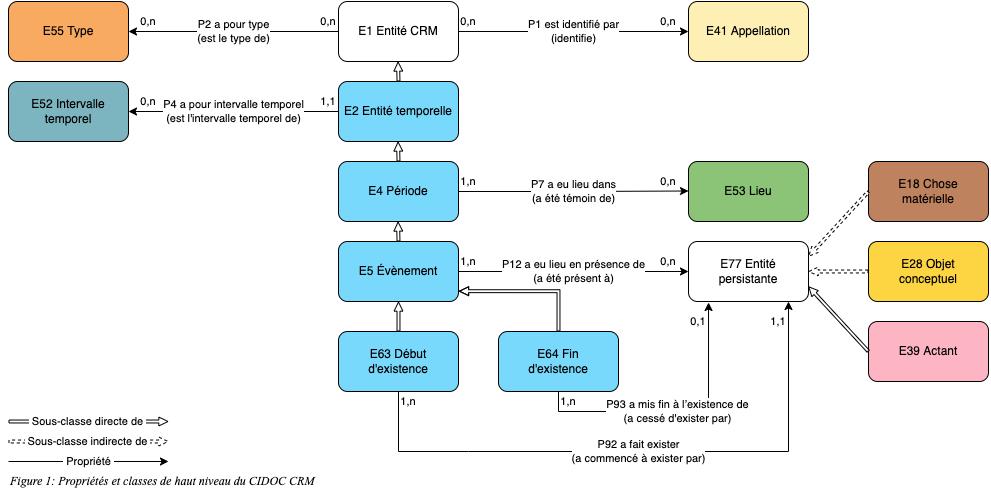 E55 Type
0,n
P2 a pour type
(est le type de)
0,n
E1 Entité CRM
0,n
P1 est identifié par
(identifie)
0,n
E41 Appellation
E52 Intervalle
temporel
0,n
P4 a pour intervalle temporel
(est l'intervalle temporel de)
1,1
E2 Entité temporelle
E4 Période
1,n
P7 a eu lieu dans
(a été témoin de)
0,n
E53 Lieu
E18 Chose
matérielle
E5 Évènement
1,n
P12 a eu lieu en présence de
(a été présent à)
0,n
E77 Entité
persistante
E28 Objet
conceptuel
0,1
1,1
E63 Début
d'existence
E64 Fin
d'existence
E39 Actant
1,n
1,n
P93 a mis fin à l'existence de
(a cessé d'exister par)
P92 a fait exister
(a commencé à exister par)
Sous-classe directe de
Sous-classe indirecte de
Propriété
Figure 1: Propriétés et classes de haut niveau du CIDOC CRM